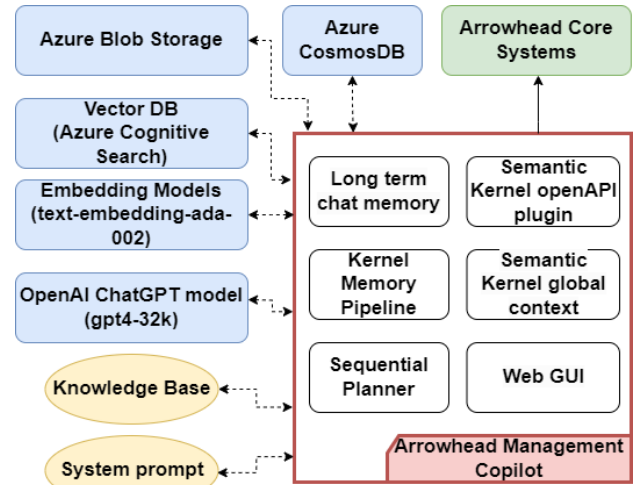 Azure Blob Storage
Azure
CosmosDB
Arrowhead Core
Systems
Vector DB
(Azure Cognitive
Search)
Embedding Models
(text-embedding-ada-
002)
OpenAI ChatGPT model
(gpt4-32k)
Knowledge Base
System prompt
Long term
chat memory
Semantic
Kernel openAPI
plugin
Kernel
Memory
Pipeline
Semantic
Kernel global
context
Sequential
Planner
Web GUI
Arrowhead Management
Copilot